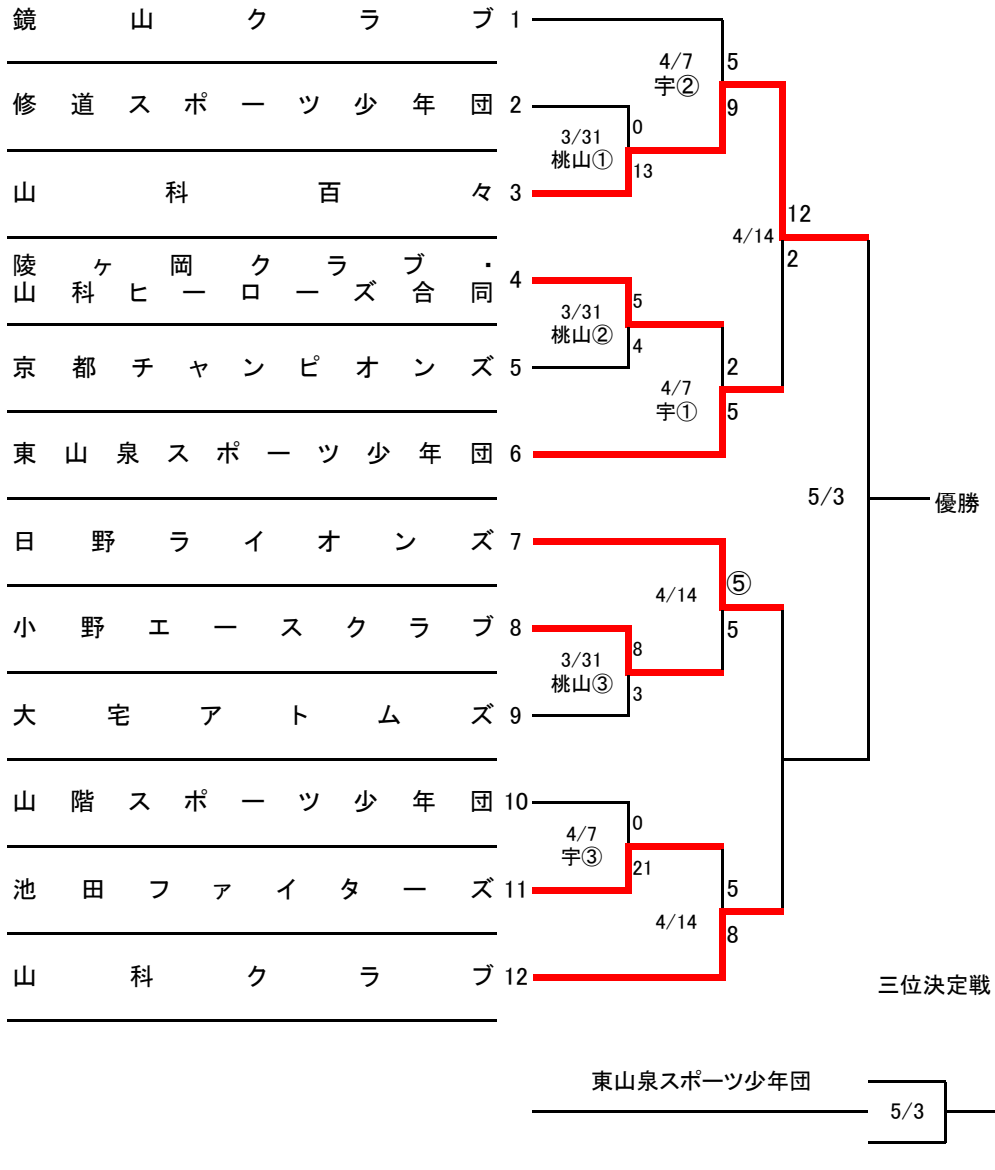 鏡山クラブ 1
5
4/7
宇②
9
修道スポーツ少年団 2
0
3/31
桃山①
13
山科百々 3
12
4/14
2
陵ヶ岡クラブ・
山科ヒーローズ合同 4
5
3/31
桃山②
4
京都チャンピオンズ 5
2
4/7
宇①
5
東山泉スポーツ少年団 6
5/3
優勝
日野ライオンズ 7
⑤
4/14
5
小野エースクラブ 8
8
3/31
桃山③
3
大宅アトムズ 9
山階スポーツ少年団 10
0
4/7
宇③
21
池田ファイターズ 11
5
4/14
8
山科クラブ 12
三位決定戦
東山泉スポーツ少年団
5/3